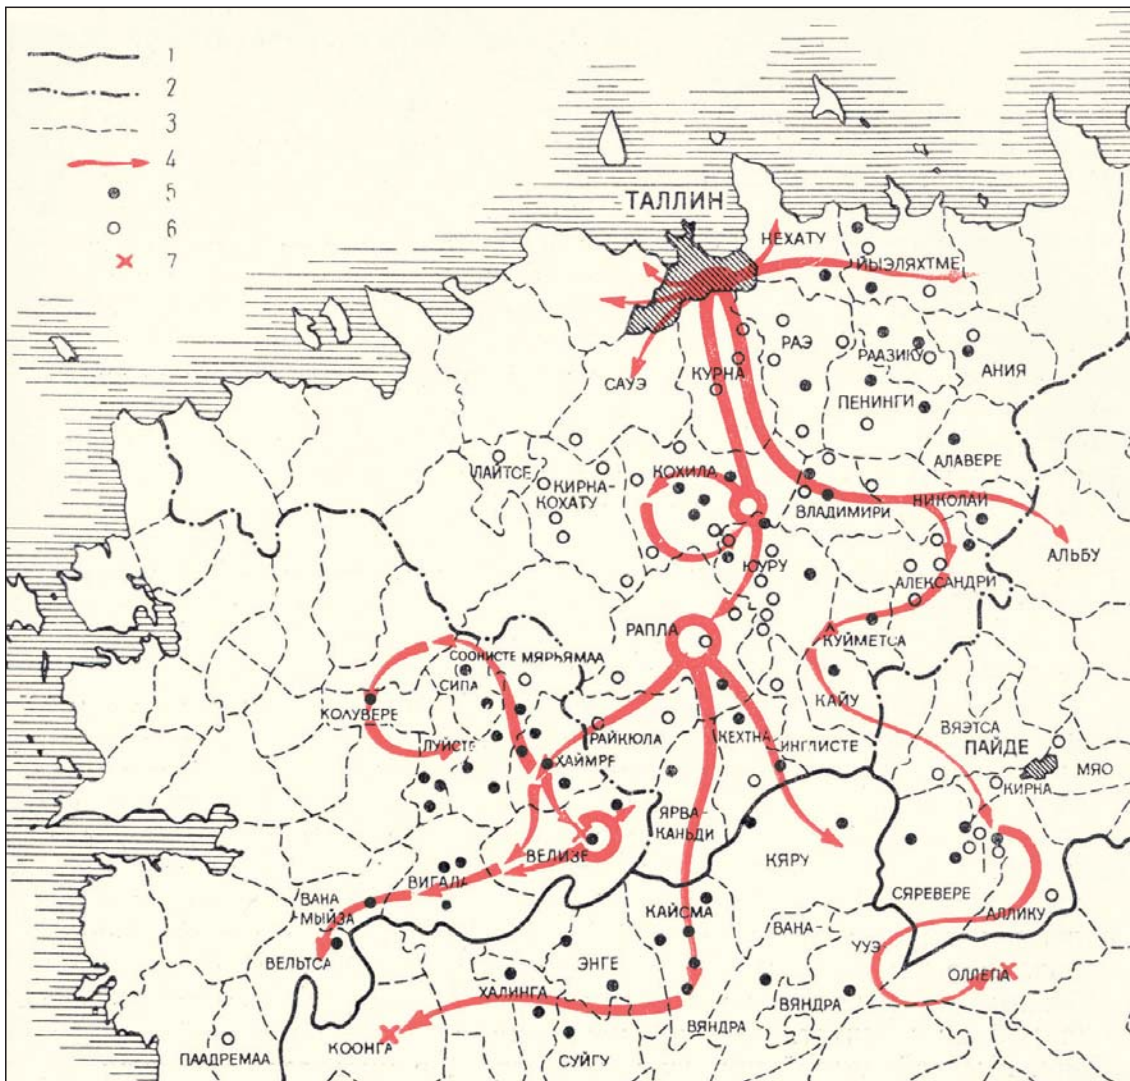 1
2
3
4
5
6
7
ТАЛЛИН
НЕХАТУ
ЙЫЭЛЯХТМЕ
РАЭ
РААЗИКУ
АНИЯ
САУЭ
КУРНА
ПЕНИНГИ
АЛАВЕРЕ
ЛАЙТСЕ
КИРНА-
КОХАТУ
КОХИЛА
ВЛАДИМИРИ
НИКОЛАИ
АЛЬБУ
ЮУРУ
АЛЕКСАНДРИ
РАПЛА
КУЙМЕТСА
СООНИСТЕ
МЯРЬЯМАА
СИПА
КАЙУ
КОЛУВЕРЕ
ЛУЙСТЕ
РАЙКЮЛА
КЕХТНА
ИНГЛИСТЕ
ВЯЭТСА
ПАЙДЕ
ХАЙМРЕ
МЯО
КИРНА
ЯРВА-
КАНЬДИ
ВЕЛИЗЕ
КЯРУ
ВИГАЛА
СЯРЕВЕРЕ
ВАНА
МЫЙЗА
КАЙСМА
ВАНА-
АЛЛИКУ
УУЭ-
ВЕЛЬТСА
ЭНГЕ
ОЛЛЕПА
ХАЛИНГА
ВЯНДРА
ВЯНДРА
КООНГА
ПААДРЕМАА
СУЙГУ